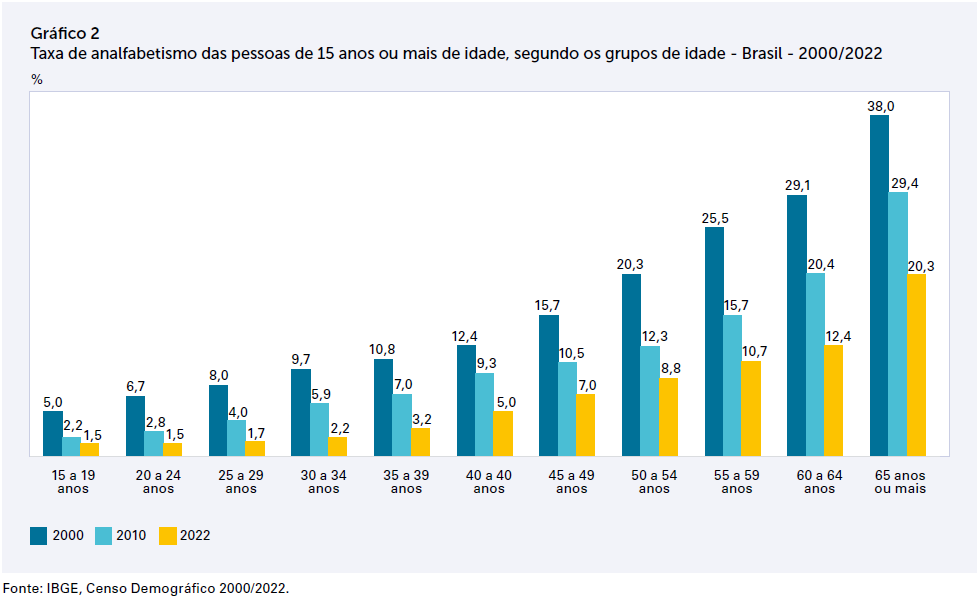 Gráfico 2
Taxa de analfabetismo das pessoas de 15 anos ou mais de idade, segundo os grupos de idade - Brasil - 2000/2022
%
5,0 2,2 1,5
6,7 2,8 1,5
8,0 4,0 1,7
9,7 5,9 2,2
10,8 7,0 3,2
12,4 9,3 5,0
15,7 10,5 7,0
20,3 12,3 8,8
25,5 15,7 10,7
29,1 20,4 12,4
38,0 29,4 20,3
15 a 19
anos
20 a 24
anos
25 a 29
anos
30 a 34
anos
35 a 39
anos
40 a 40
anos
45 a 49
anos
50 a 54
anos
55 a 59
anos
60 a 64
anos
65 anos
ou mais
2000 2010 2022
Fonte: IBGE, Censo Demográfico 2000/2022.